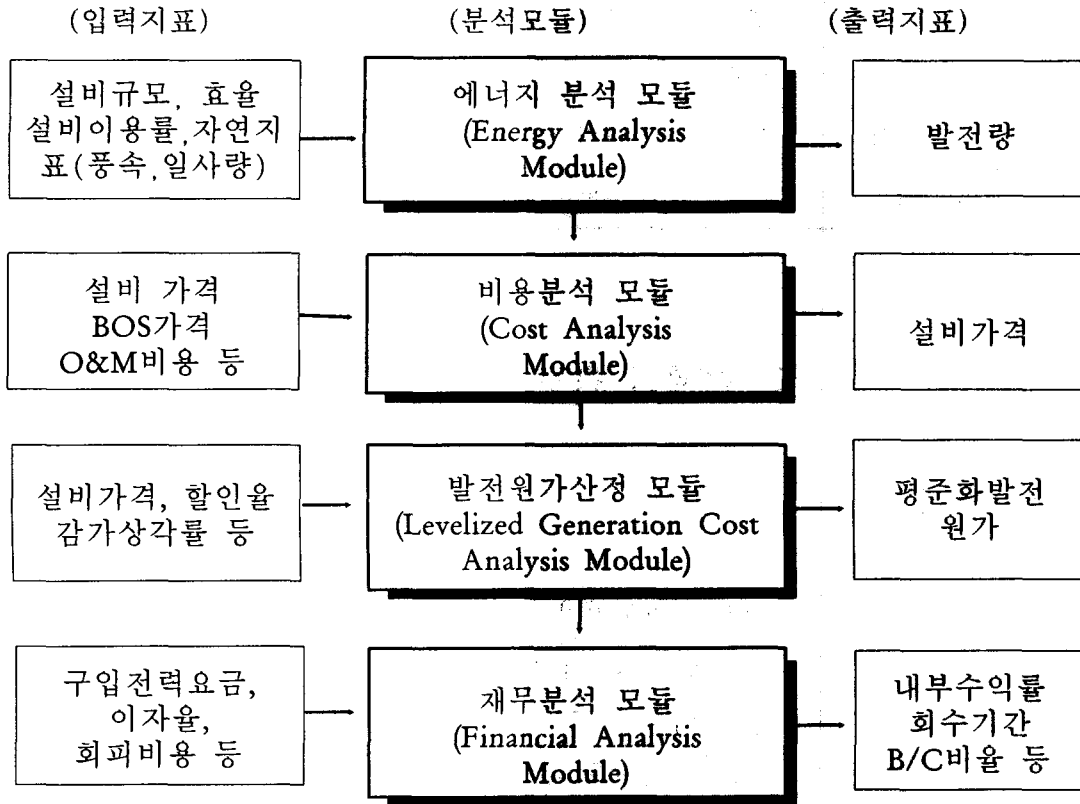 (입력지표)
(분석모듈)
(출력지표)
설비규모, 효율
설비이용률,자연지
표(풍속,일사량)
에너지 분석 모듈
(Energy Analysis
Module)
발전량
설비 가격
BOS가격
O&M비용 등
비용분석 모듈
(Cost Analysis
Module)
설비가격
설비가격, 할인율
감가상각률 등
발전원가산정 모듈
(Levelized Generation Cost
Analysis Module)
평준화발전
원가
구입전력요금,
이자율,
회피비용 등
재무분석 모듈
(Financial Analysis
Module)
내부수익률
회수기간
B/C비율 등